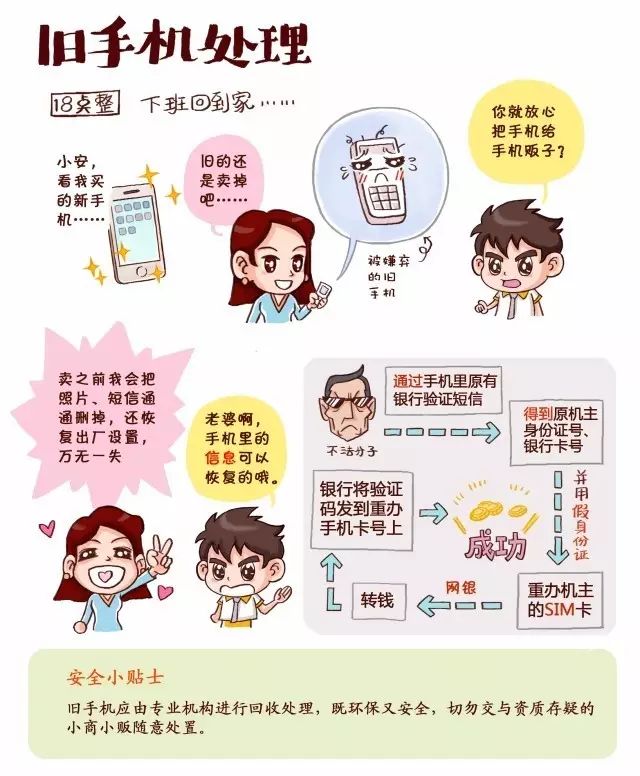 旧手机处理
18点整 下班回到家……
小安，
看我买
的新手
机……
旧的还
是卖掉
吧……
被嫌弃
的旧
手机
你就放心
把手机给
手机贩子？
卖之前我会把
照片、短信通
通删掉，还恢
复出厂设置，
万无一失
老婆啊，
手机里的
信息可以
恢复的哦。
不法分子
通过手机里原有
银行验证短信
得到原机主
身份证号、
银行卡号
并用假身份证
重办机主
的SIM卡
网银
转钱
银行将验证
码发到重办
手机卡号上
成功
安全小贴士
旧手机应由专业机构进行回收处理，既环保又安全，切勿交与资质存疑的
小商小贩随意处置。